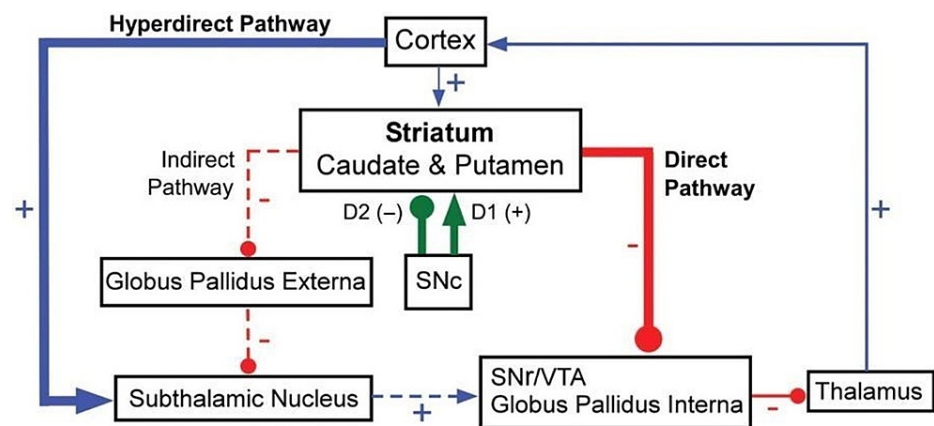 Hyperdirect Pathway
Cortex
+
Striatum
Caudate & Putamen
Indirect
Pathway
-
Direct
Pathway
-
+
+
D2 (–)
D1 (+)
SNc
Globus Pallidus Externa
-
Subthalamic Nucleus
+
SNr/VTA
Globus Pallidus Interna
-
Thalamus